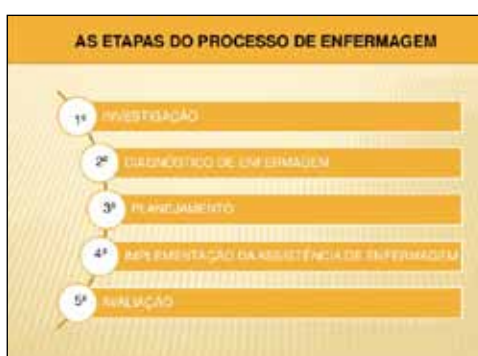 AS ETAPAS DO PROCESSO DE ENFERMAGEM
1ª INVESTIGAÇÃO
2ª DIAGNÓSTICO DE ENFERMAGEM
3ª PLANEJAMENTO
4ª IMPLEMENTAÇÃO DA ASSISTÊNCIA DE ENFERMAGEM
5ª AVALIAÇÃO